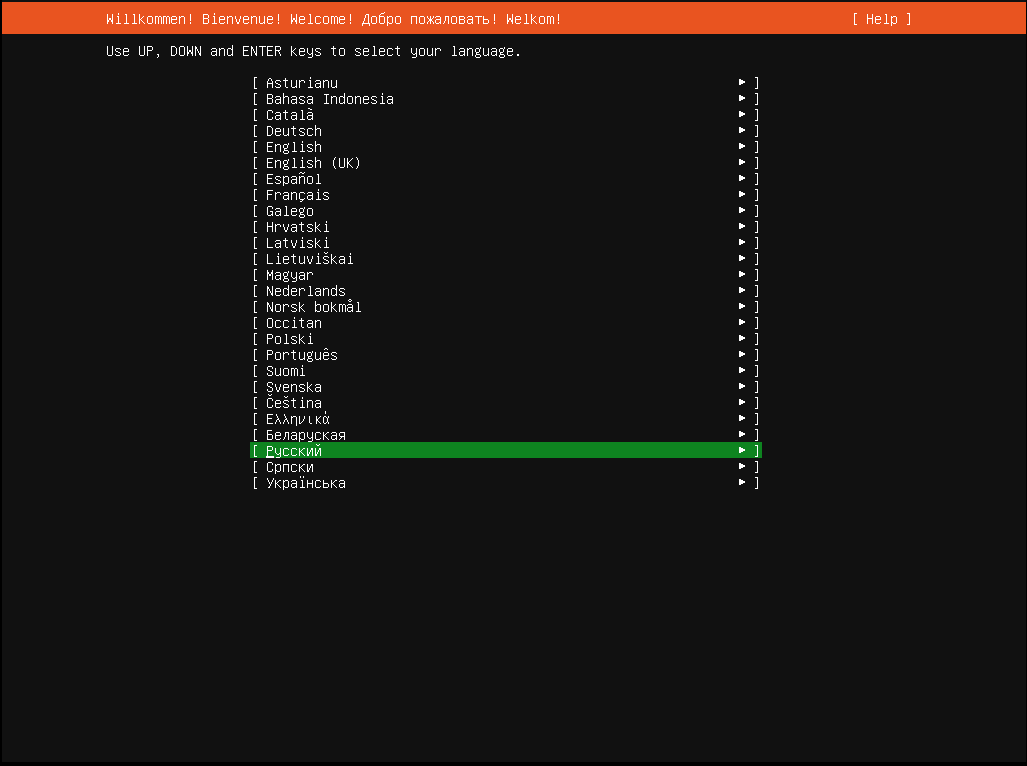 Willkommen! Bienvenue! Welcome! Добро пожаловать! Welkom! [ Help ]
Use UP, DOWN and ENTER keys to select your language.
[ Asturianu ► ]
[ Bahasa Indonesia ► ]
[ Català ► ]
[ Deutsch ► ]
[ English ► ]
[ English (UK) ► ]
[ Español ► ]
[ Français ► ]
[ Galego ► ]
[ Hrvatski ► ]
[ Latviski ► ]
[ Lietuviškai ► ]
[ Magyar ► ]
[ Nederlands ► ]
[ Norsk bokmål ► ]
[ Occitan ► ]
[ Polski ► ]
[ Português ► ]
[ Suomi ► ]
[ Svenska ► ]
[ Čeština ► ]
[ Ελληνικά ► ]
[ Беларуская ► ]
[ Русский ► ]
[ Српски ► ]
[ Українська ► ]